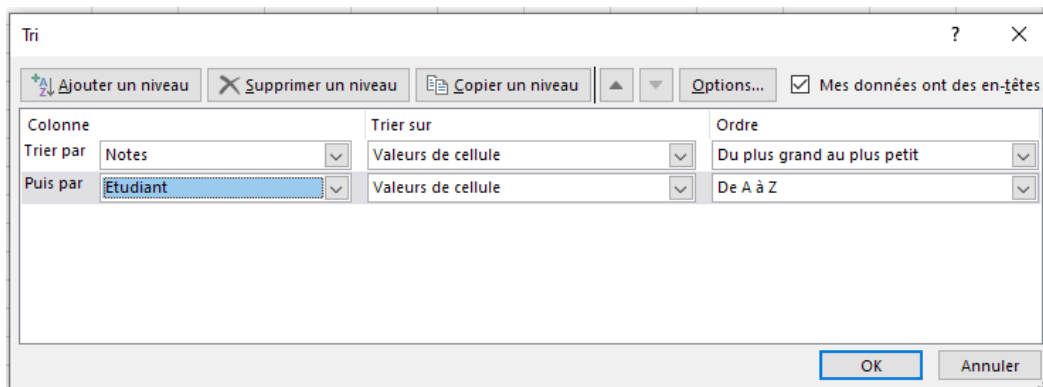 Tri ?
Ajouter un niveau Supprimer un niveau Copier un niveau Options... Mes données ont des en-têtes
Colonne Trier sur Ordre
Trier par Notes Valeurs de cellule Du plus grand au plus petit
Puis par Etudiant Valeurs de cellule De A à Z
OK Annuler